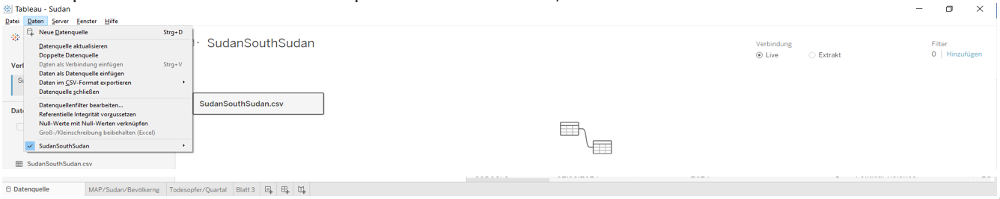 Tableau - Sudan
Datei Daten Server Fenster Hilfe
Neue Datenquelle Strg+D
Datenquelle aktualisieren
Doppelte Datenquelle
Daten als Verbindung einfügen Strg+V
Daten als Datenquelle einfügen
Daten im CSV-Format exportieren
Datenquelle schließen
Datenquellenfilter bearbeiten...
Referentielle Integrität voraussetzen
Null-Werte mit Null-Werten verknüpfen
Groß-/Kleinschreibung beibehalten (Excel)
SudanSouthSudan
SudanSouthSudan.csv
SudanSouthSudan
Verbindung
Live Extrakt
Filter
0 Hinzufügen
SudanSouthSudan.csv
Datenquelle MAP/Sudan/Bevölkerng Todesopfer/Quartal Blatt 3